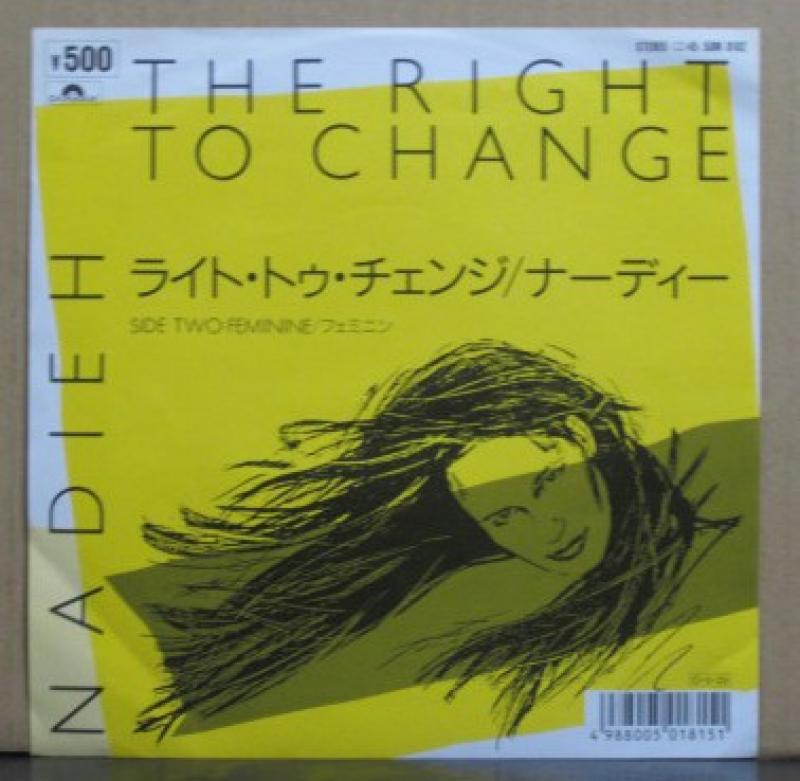 ¥500
THE RIGHT
TO CHANGE
ライト・トゥ・チェンジ/ナーディー
SIDE TWO:FEMININE/フェミニン
NADIEH
4 988005 018151